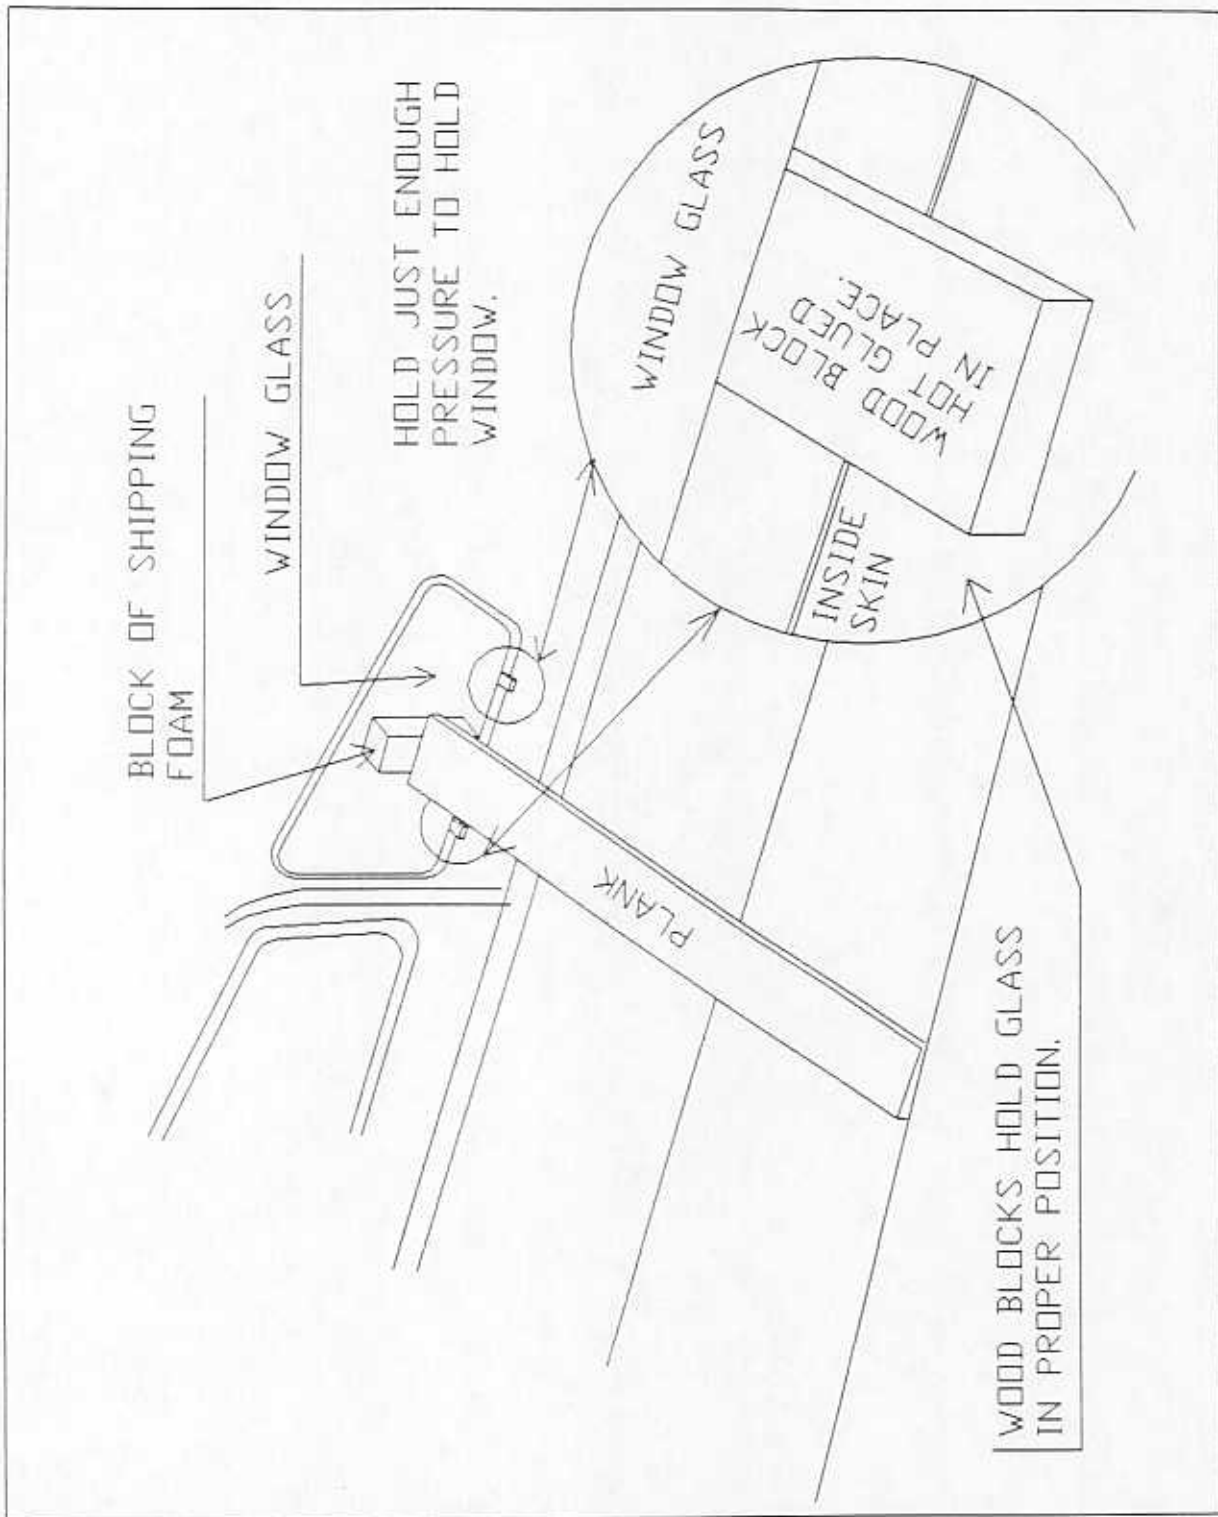 BLOCK OF SHIPPING
FOAM
WINDOW GLASS
HOLD JUST ENOUGH
PRESSURE TO HOLD
WINDOW.
WINDOW GLASS
WOOD BLOCK
HOT GLUED
IN PLACE.
INSIDE
SKIN
PLANK
WOOD BLOCKS HOLD GLASS
IN PROPER POSITION.